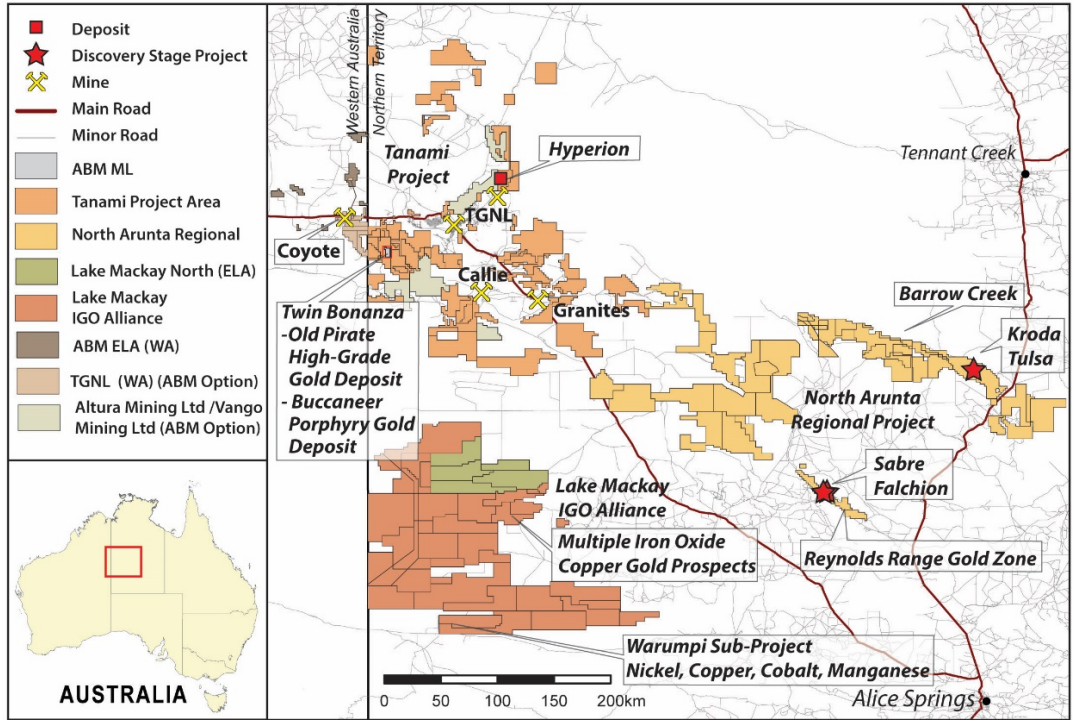 Deposit
Discovery Stage Project
Mine
Main Road
Minor Road
ABM ML
Tanami Project Area
North Arunta Regional
Lake Mackay North (ELA)
Lake Mackay
IGO Alliance
ABM ELA (WA)
TGNL (WA) (ABM Option)
Altura Mining Ltd /Vango
Mining Ltd (ABM Option)
AUSTRALIA
Western Australia
Northern Territory
Tanami
Project
Hyperion
Tennant Creek
TGNL
Coyote
Callie
Granites
Twin Bonanza
-Old Pirate
High-Grade
Gold Deposit
- Buccaneer
Porphyry Gold
Deposit
Barrow Creek
Kroda
Tulsa
North Arunta
Regional Project
Sabre
Falchion
Reynolds Range Gold Zone
Lake Mackay
IGO Alliance
Multiple Iron Oxide
Copper Gold Prospects
Warumpi Sub-Project
Nickel, Copper, Cobalt, Manganese
0 50 100 150 200km
Alice Springs